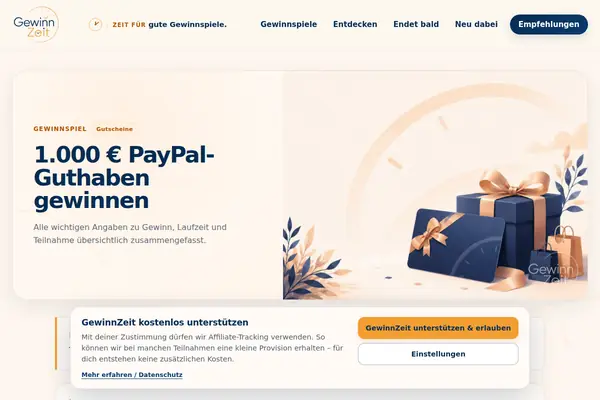 Gewinn
Zeit
ZEIT FÜR gute Gewinnspiele.
Gewinnspiele
Entdecken
Endet bald
Neu dabei
Empfehlungen
GEWINNSPIEL
Gutscheine
1.000 € PayPal-
Guthaben
gewinnen
Alle wichtigen Angaben zu Gewinn, Laufzeit und
Teilnahme übersichtlich zusammengefasst.
Gewinn
Zeit
GewinnZeit kostenlos unterstützen
Mit deiner Zustimmung dürfen wir Affiliate-Tracking verwenden. So
können wir bei manchen Teilnahmen eine kleine Provision erhalten – für
dich entstehen keine zusätzlichen Kosten.
Mehr erfahren / Datenschutz
GewinnZeit unterstützen & erlauben
Einstellungen